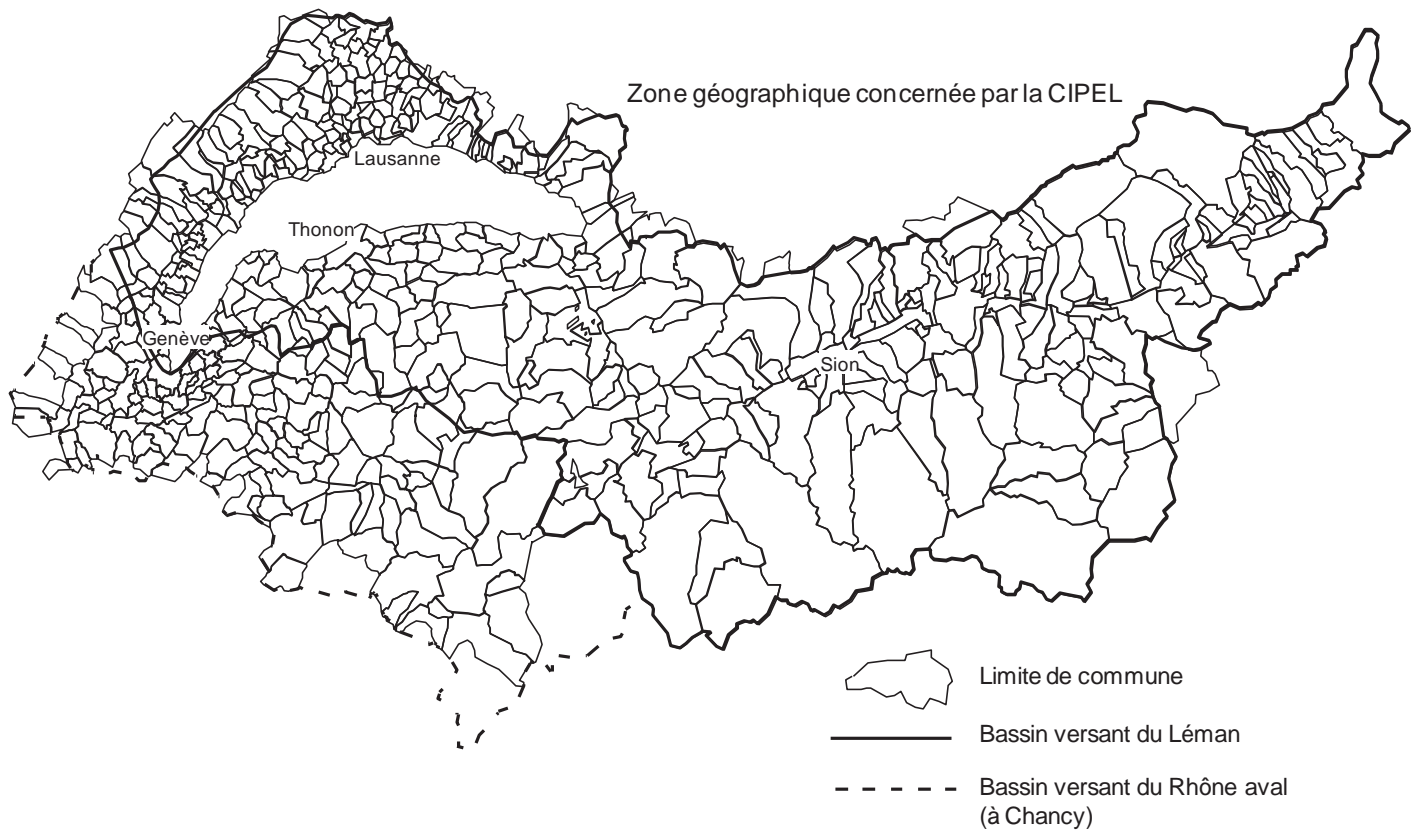 Zone géographique concernée par la CIPEL
Lausanne
Thonon
Genève
Sion
Limite de commune
Bassin versant du Léman
Bassin versant du Rhône aval
(à Chancy)